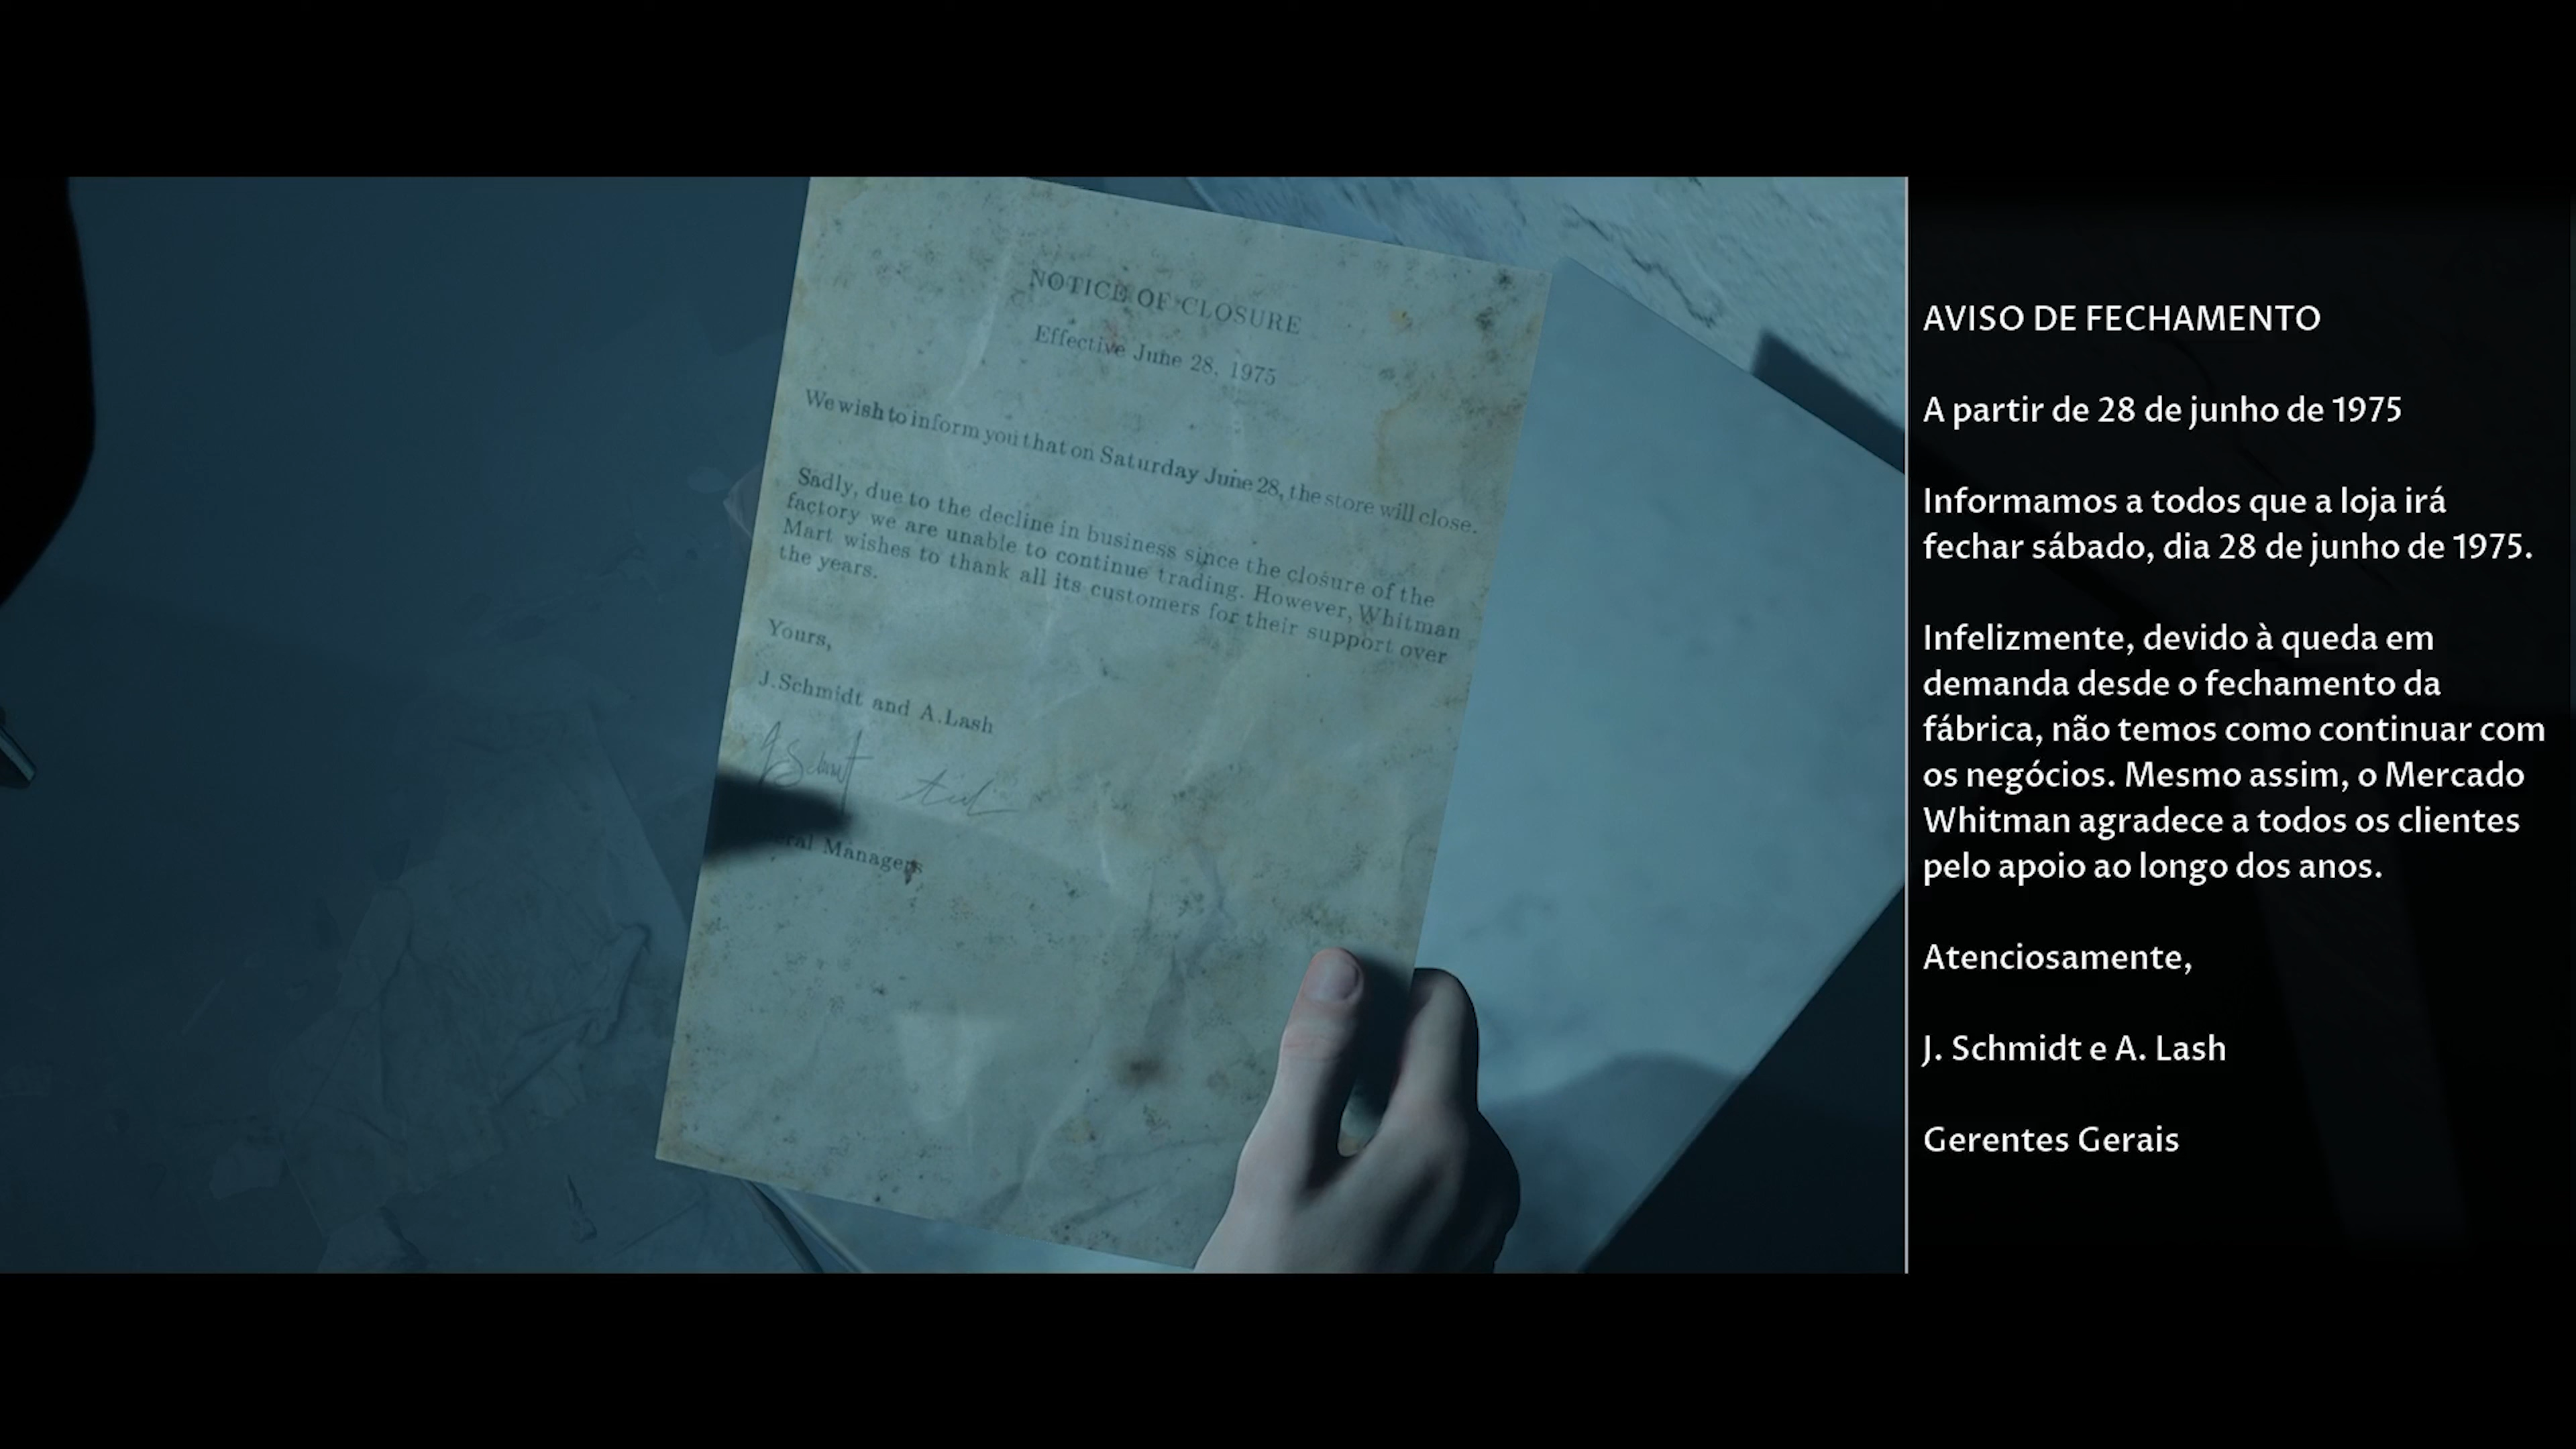 NOTICE OF CLOSURE
Effective June 28, 1975
We wish to inform you that on Saturday June 28, the store will close.
Sadly, due to the decline in business since the closure of the
factory we are unable to continue trading. However, Whitman
Mart wishes to thank all its customers for their support over
the years.
Yours,
J.Schmidt and A.Lash
Managers
AVISO DE FECHAMENTO
A partir de 28 de junho de 1975
Informamos a todos que a loja irá
fechar sábado, dia 28 de junho de 1975.
Infelizmente, devido à queda em
demanda desde o fechamento da
fábrica, não temos como continuar com
os negócios. Mesmo assim, o Mercado
Whitman agradece a todos os clientes
pelo apoio ao longo dos anos.
Atenciosamente,
J. Schmidt e A. Lash
Gerentes Gerais